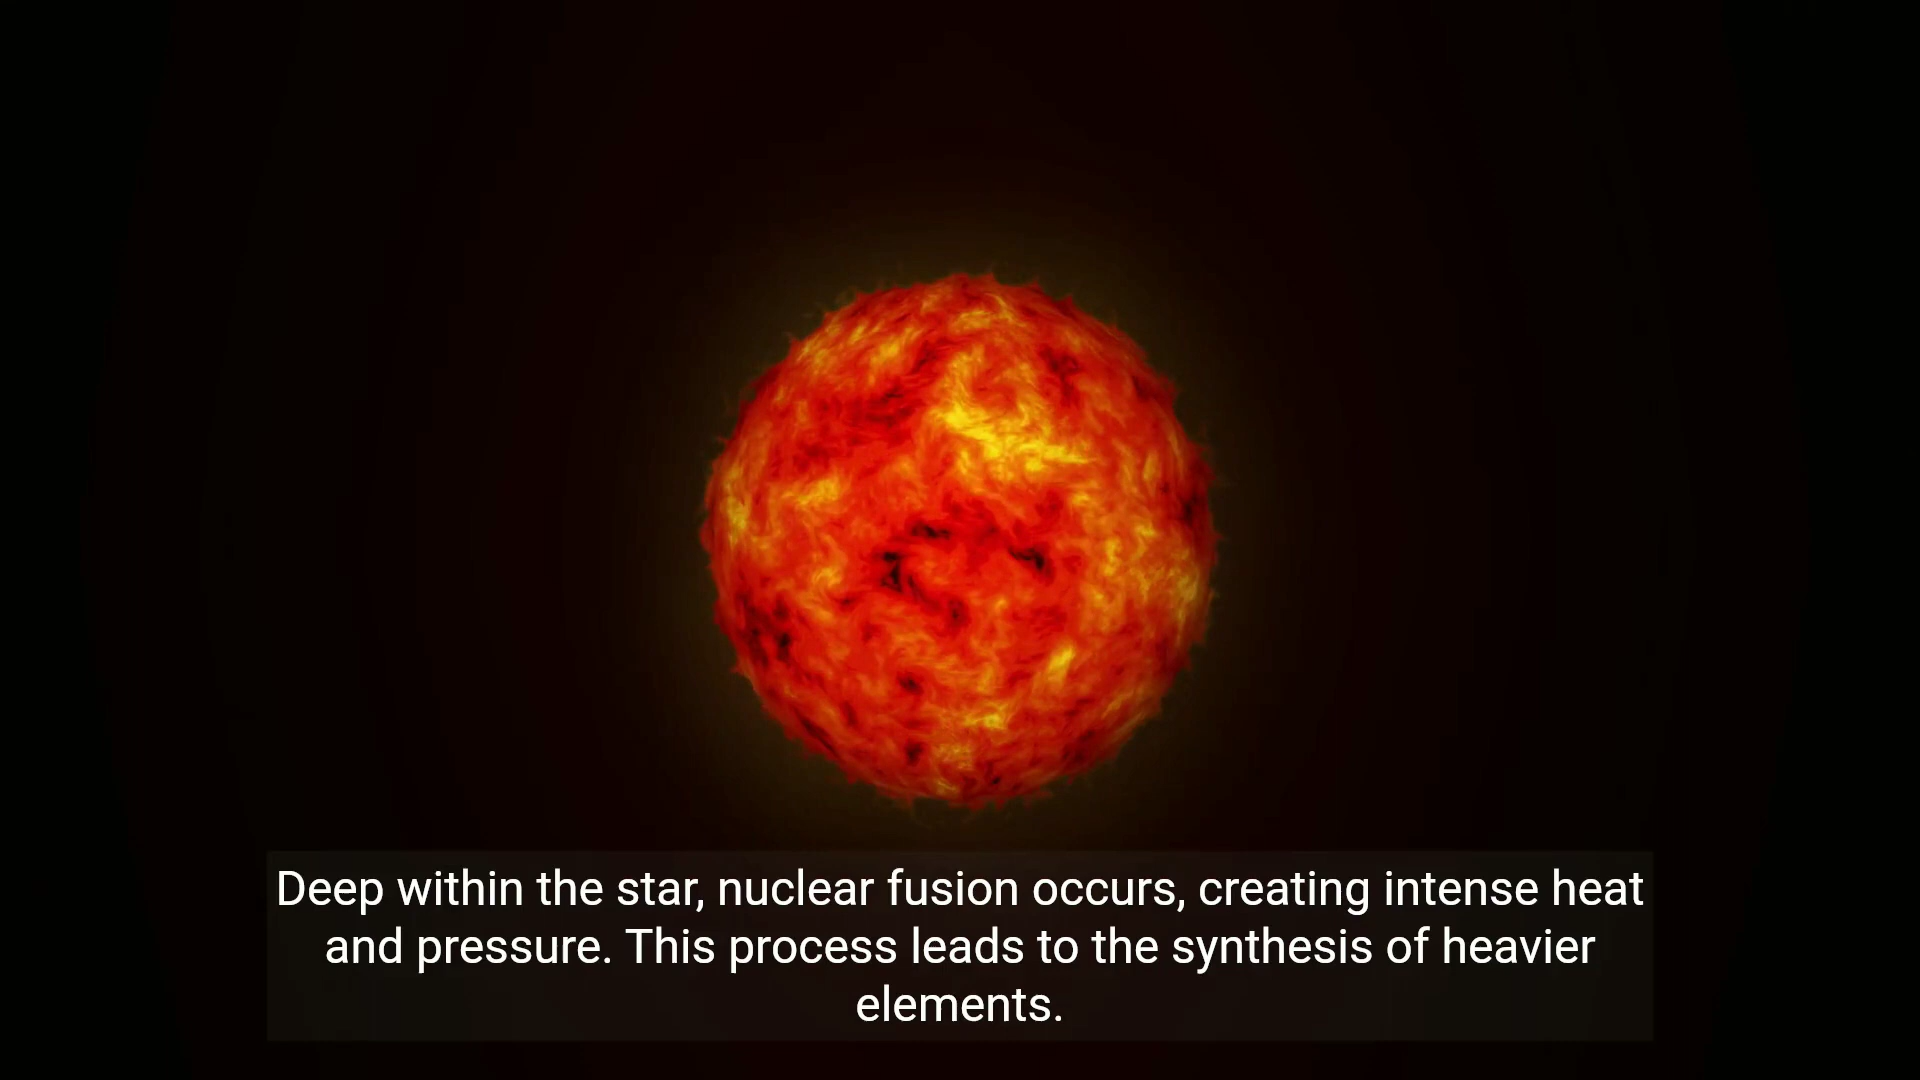 Deep within the star, nuclear fusion occurs, creating intense heat
and pressure. This process leads to the synthesis of heavier
elements.